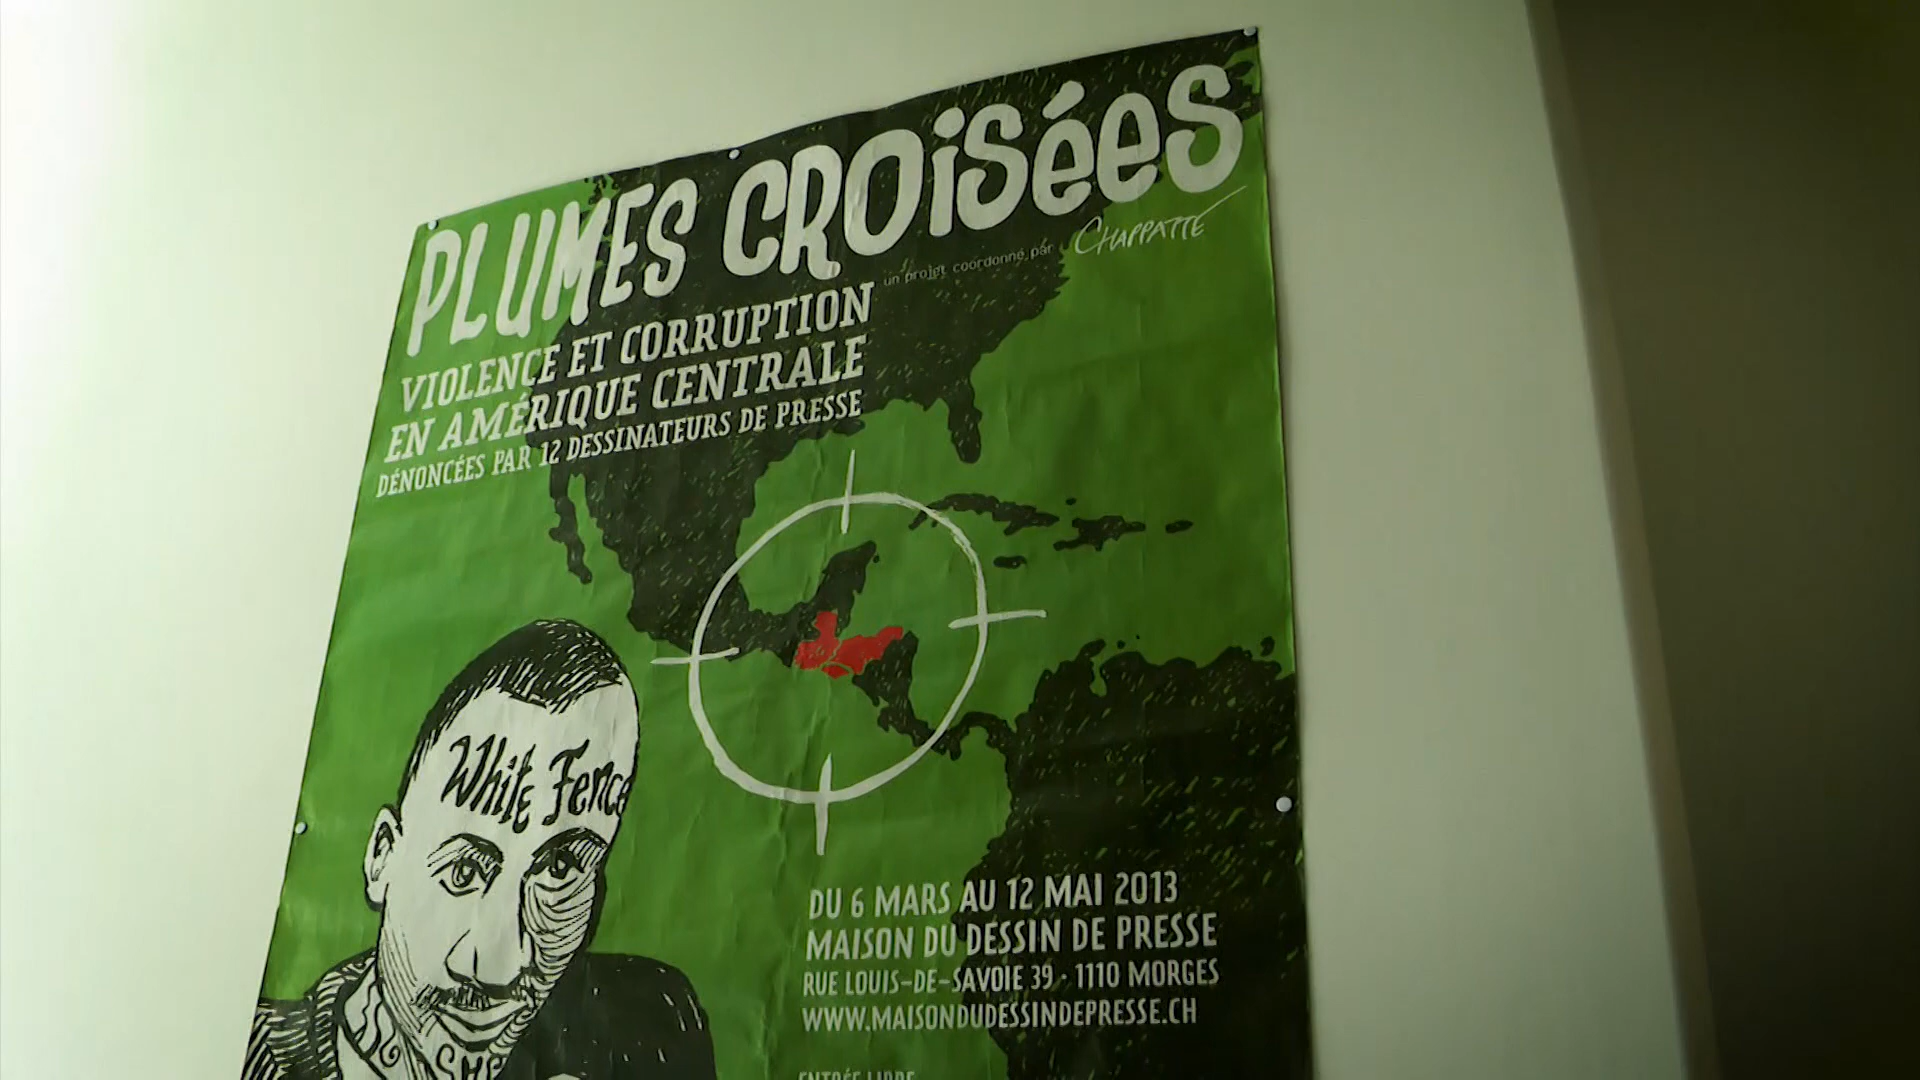 PLUMES CROISÉES
un projet coordonné par CHAPPATTE
VIOLENCE ET CORRUPTION
EN AMÉRIQUE CENTRALE
DÉNONCÉES PAR 12 DESSINATEURS DE PRESSE
White Fence
DU 6 MARS AU 12 MAI 2013
MAISON DU DESSIN DE PRESSE
RUE LOUIS-DE-SAVOIE 39 · 1110 MORGES
WWW.MAISONDUDESSINDEPRESSE.CH
ENTRÉE LIBRE